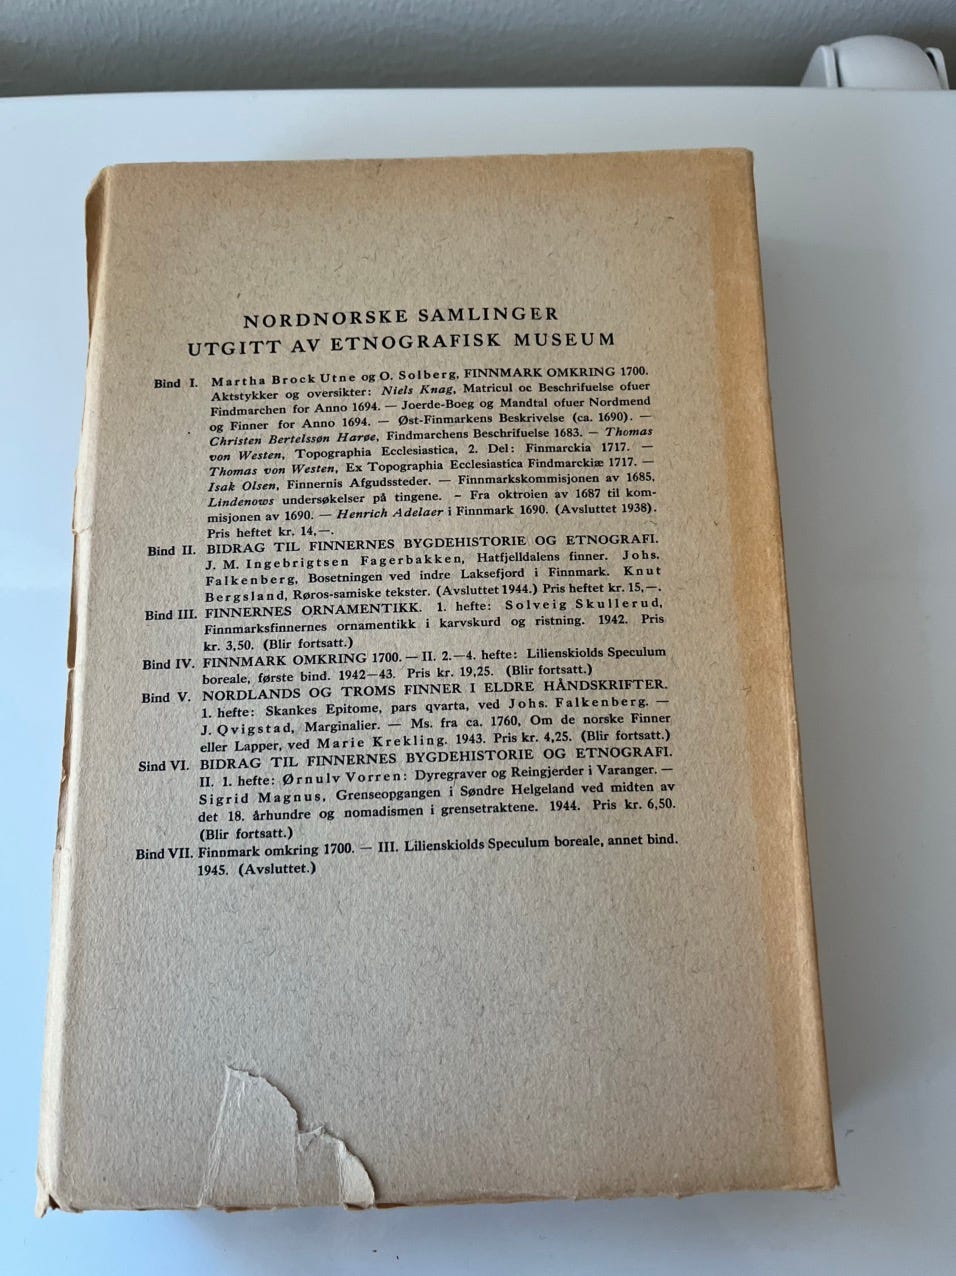 NORDNORSKE SAMLINGER
UTGITT AV ETNOGRAFISK MUSEUM
Bind I. Martha Brock Utne og O. Solberg, FINNMARK OMKRING 1700.
Aktstykker og oversikter: Niels Knag, Matricul oc Beschrifuelse ofuer
Findmarchen for Anno 1694. — Joerde-Boeg og Mandtal ofuer Nordmend
og Finner for Anno 1694. — Øst-Finmarkens Beskrivelse (ca. 1690). —
Christen Bertelssøn Harøe, Findmarchens Beschrifuelse 1683. — Thomas
von Westen, Topographia Ecclesiastica, 2. Del: Finmarckia 1717. —
Thomas von Westen, Ex Topographia Ecclesiastica Findmarckiæ 1717. —
Isak Olsen, Finnernis Afgudssteder. — Finnmarkskommisjonen av 1685,
Lindenows undersøkelser på tingene. – Fra oktroien av 1687 til kom-
misjonen av 1690. — Henrich Adelaer i Finnmark 1690. (Avsluttet 1938).
Pris heftet kr. 14,—.
Bind II. BIDRAG TIL FINNERNES BYGDEHISTORIE OG ETNOGRAFI.
J. M. Ingebrigtsen Fagerbakken, Hatfjelldalens finner. Johs.
Falkenberg, Bosetningen ved indre Laksefjord i Finnmark. Knut
Bergsland, Røros-samiske tekster. (Avsluttet 1944.) Pris heftet kr. 15,—.
Bind III. FINNERNES ORNAMENTIKK. 1. hefte: Solveig Skullerud,
Finnmarksfinnernes ornamentikk i karvskurd og ristning. 1942. Pris
kr. 3,50. (Blir fortsatt.)
Bind IV. FINNMARK OMKRING 1700. — II. 2.—4. hefte: Lilienskiolds Speculum
boreale, første bind. 1942—43. Pris kr. 19,25. (Blir fortsatt.)
Bind V. NORDLANDS OG TROMS FINNER I ELDRE HÅNDSKRIFTER.
1. hefte: Skankes Epitome, pars qvarta, ved Johs. Falkenberg. —
J. Qvigstad, Marginalier. — Ms. fra ca. 1760, Om de norske Finner
eller Lapper, ved Marie Krekling. 1943. Pris kr. 4,25. (Blir fortsatt.)
Sind VI. BIDRAG TIL FINNERNES BYGDEHISTORIE OG ETNOGRAFI.
II. 1. hefte: Ørnulv Vorren: Dyregraver og Reingjerder i Varanger. —
Sigrid Magnus, Grenseopgangen i Søndre Helgeland ved midten av
det 18. århundre og nomadismen i grensetraktene. 1944. Pris kr. 6,50.
(Blir fortsatt.)
Bind VII. Finnmark omkring 1700. — III. Lilienskiolds Speculum boreale, annet bind.
1945. (Avsluttet.)